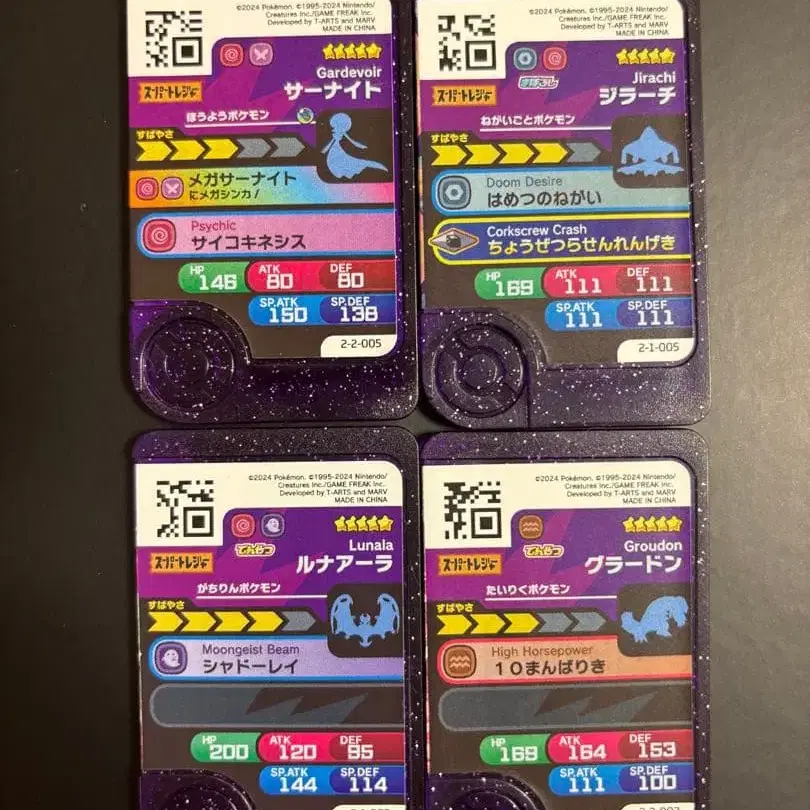 ©2024 Pokémon. ©1995-2024 Nintendo/
Creatures Inc./GAME FREAK Inc.
Developed by T-ARTS and MARV
MADE IN CHINA
Gardevoir
スーパートレジャー
サーナイト
ほうようポケモン
すばやさ
メガサーナイト
にメガシンカ！
Psychic
サイコキネシス
HP
146
ATK
80
DEF
80
SP.ATK
150
SP.DEF
138
2-2-005
©2024 Pokémon. ©1995-2024 Nintendo/
Creatures Inc./GAME FREAK Inc.
Developed by T-ARTS and MARV
MADE IN CHINA
まぼろし
Jirachi
スーパートレジャー
ジラーチ
ねがいごとポケモン
すばやさ
Doom Desire
はめつのねがい
Corkscrew Crash
ちょうぜつらせんれんげき
HP
169
ATK
111
DEF
111
SP.ATK
111
SP.DEF
111
2-1-005
©2024 Pokémon. ©1995-2024 Nintendo/
Creatures Inc./GAME FREAK Inc.
Developed by T-ARTS and MARV
MADE IN CHINA
でんせつ
Lunala
スーパートレジャー
ルナアーラ
がちりんポケモン
すばやさ
Moongeist Beam
シャドーレイ
HP
200
ATK
120
DEF
95
SP.ATK
144
SP.DEF
114
©2024 Pokémon. ©1995-2024 Nintendo/
Creatures Inc./GAME FREAK Inc.
Developed by T-ARTS and MARV
MADE IN CHINA
でんせつ
Groudon
スーパートレジャー
グラードン
たいりくポケモン
すばやさ
High Horsepower
10まんばりき
HP
169
ATK
164
DEF
153
SP.ATK
111
SP.DEF
100